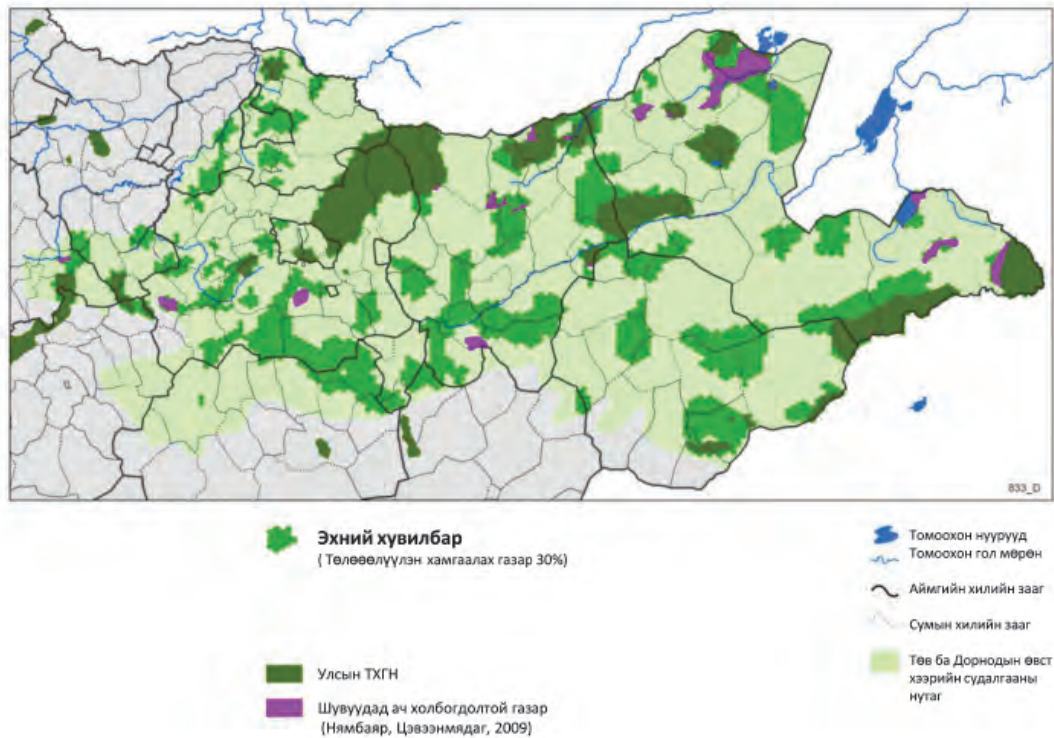 833_D
Эхний хувилбар
( Төлөөөлүүлэн хамгаалах газар 30%)
Улсын ТХГН
Шувуудад ач холбогдолтой газар
(Нямбаяр, Цэвээнмядаг, 2009)
Томоохон нуурууд
Томоохон гол мөрөн
Аймгийн хилийн зааг
Сумын хилийн зааг
Төв ба Дорнодын өвст
хээрийн судалгааны
нутаг